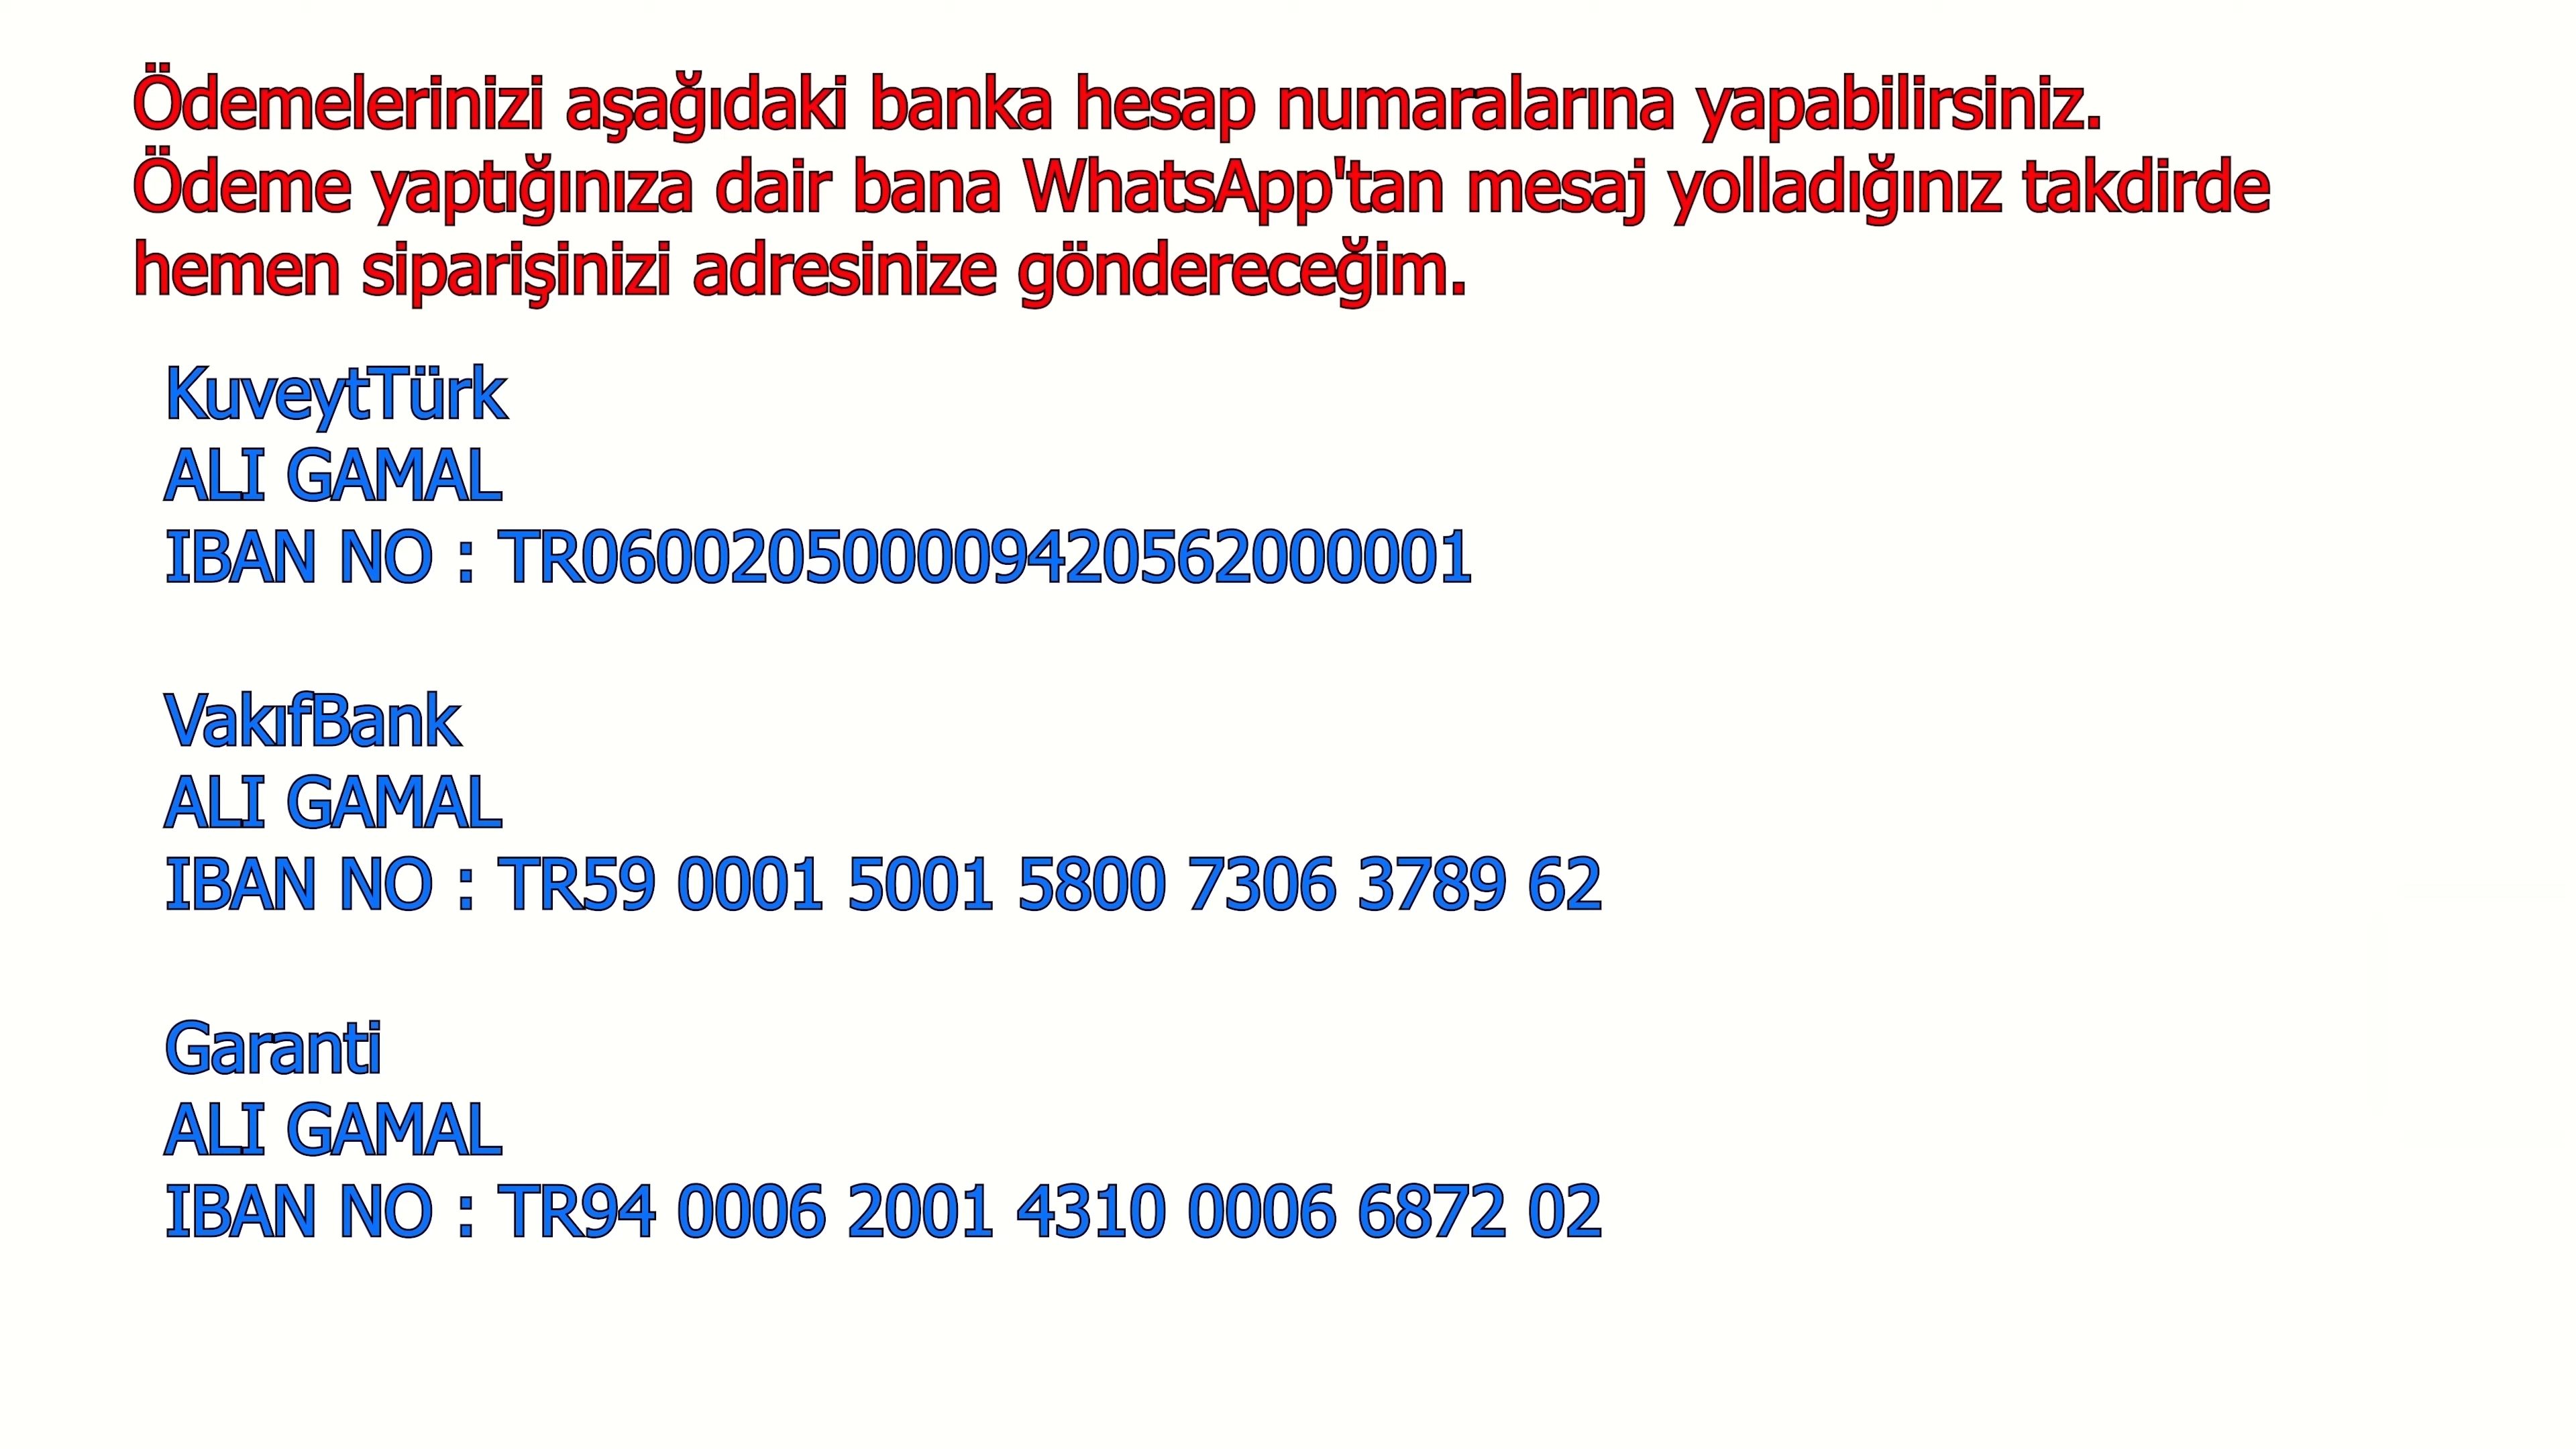 Ödemelerinizi aşağıdaki banka hesap numaralarına yapabilirsiniz.
Ödeme yaptığınıza dair bana WhatsApp'tan mesaj yolladığınız takdirde
hemen siparişinizi adresinize göndereceğim.
KuveytTürk
ALI GAMAL
IBAN NO : TR060020500009420562000001
VakıfBank
ALI GAMAL
IBAN NO : TR59 0001 5001 5800 7306 3789 62
Garanti
ALI GAMAL
IBAN NO : TR94 0006 2001 4310 0006 6872 02